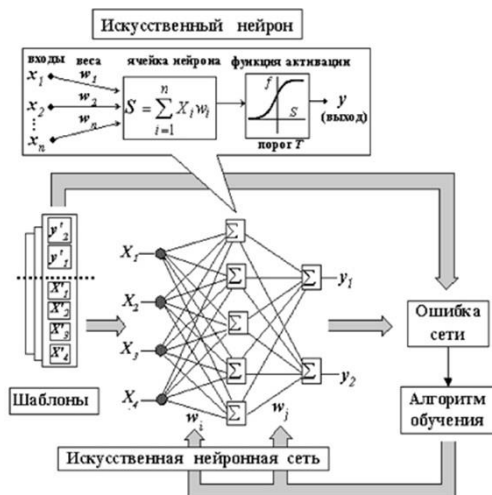 Искусственный нейрон
входы веса ячейка нейрона функция активации
x1 w1
x2 w2
⋮ wn
xn
S = ∑ Xi wi
n
i=1
f
S
порог T
y
(выход)
y'2
y'1
X'1
X'2
X'3
X'4
Шаблоны
X1
X2
X3
X4
Σ
Σ
Σ
Σ
Σ
Σ
Σ
y1
y2
wi
wj
Ошибка
сети
Алгоритм
обучения
Искусственная нейронная сеть